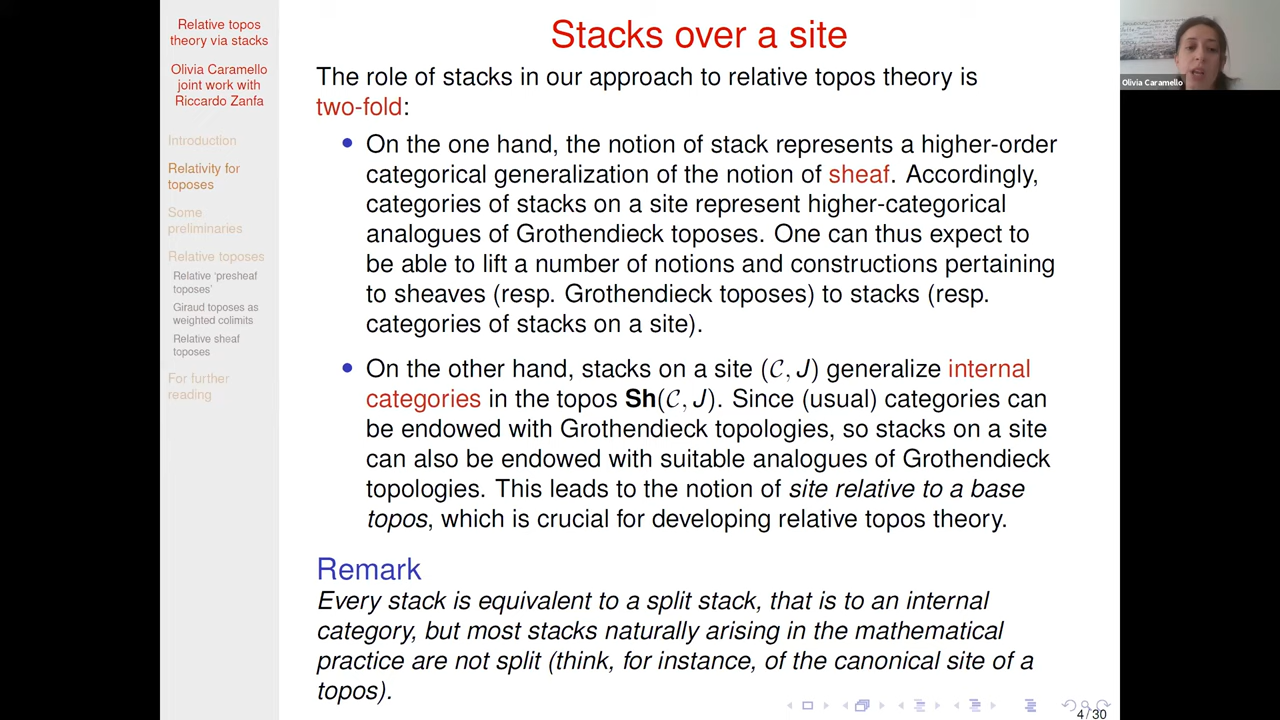 Relative topos
theory via stacks
Olivia Caramello
joint work with
Riccardo Zanfa
Introduction
Relativity for
toposes
Some
preliminaries
Relative toposes
Relative ‘presheaf
toposes’
Giraud toposes as
weighted colimits
Relative sheaf
toposes
For further
reading
Stacks over a site
The role of stacks in our approach to relative topos theory is
two-fold:
• On the one hand, the notion of stack represents a higher-order
categorical generalization of the notion of sheaf. Accordingly,
categories of stacks on a site represent higher-categorical
analogues of Grothendieck toposes. One can thus expect to
be able to lift a number of notions and constructions pertaining
to sheaves (resp. Grothendieck toposes) to stacks (resp.
categories of stacks on a site).
• On the other hand, stacks on a site (C, J) generalize internal
categories in the topos Sh(C, J). Since (usual) categories can
be endowed with Grothendieck topologies, so stacks on a site
can also be endowed with suitable analogues of Grothendieck
topologies. This leads to the notion of site relative to a base
topos, which is crucial for developing relative topos theory.
Remark
Every stack is equivalent to a split stack, that is to an internal
category, but most stacks naturally arising in the mathematical
practice are not split (think, for instance, of the canonical site of a
topos).
4/30
Olivia Caramello